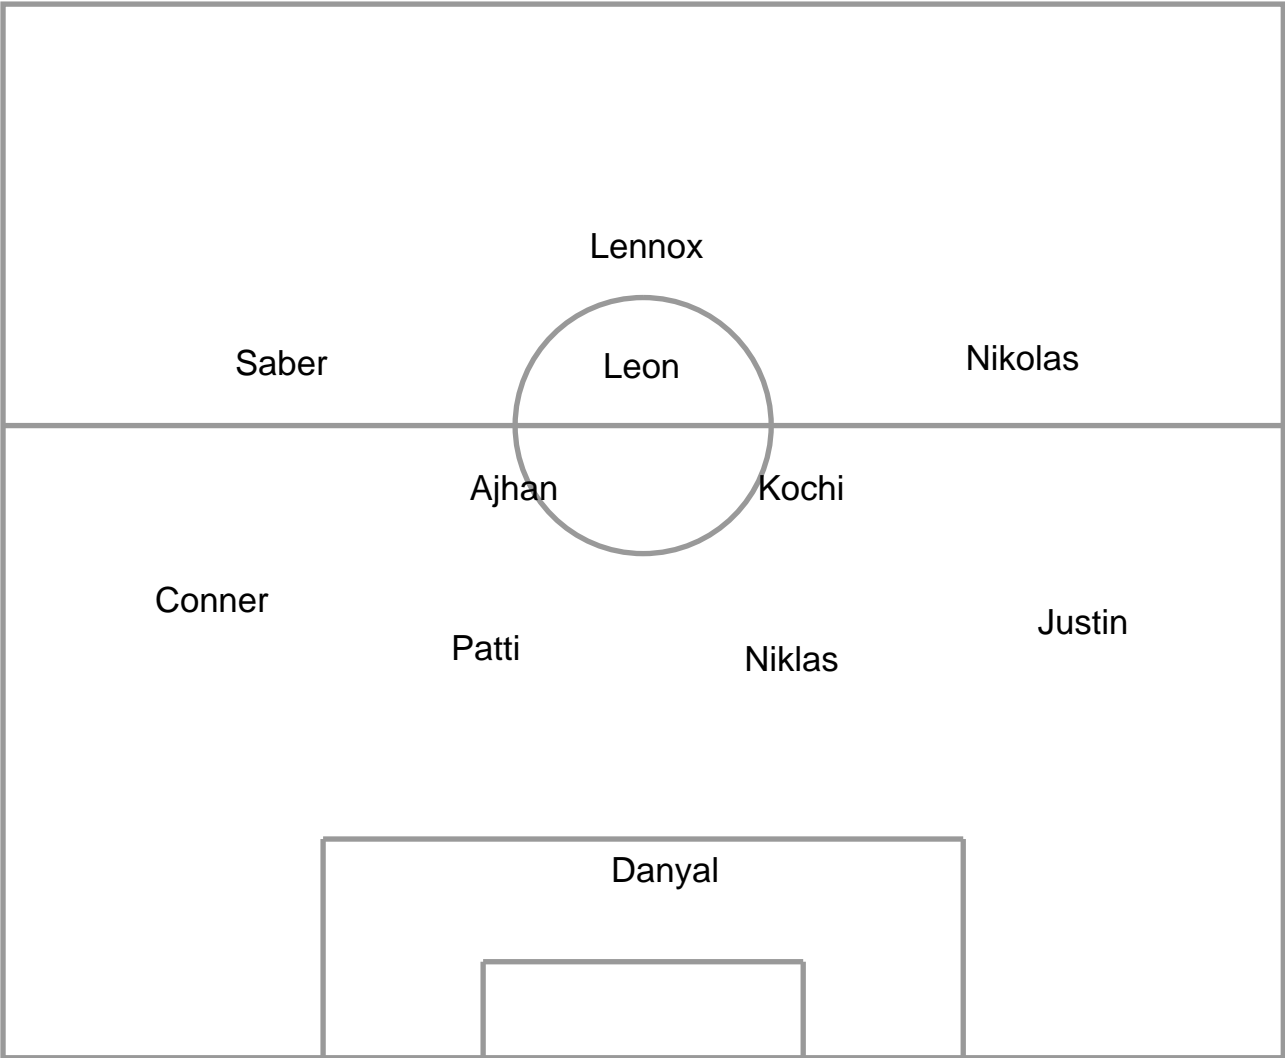 Lennox
Saber Leon Nikolas
Ajhan Kochi
Conner Justin
Patti Niklas
Danyal